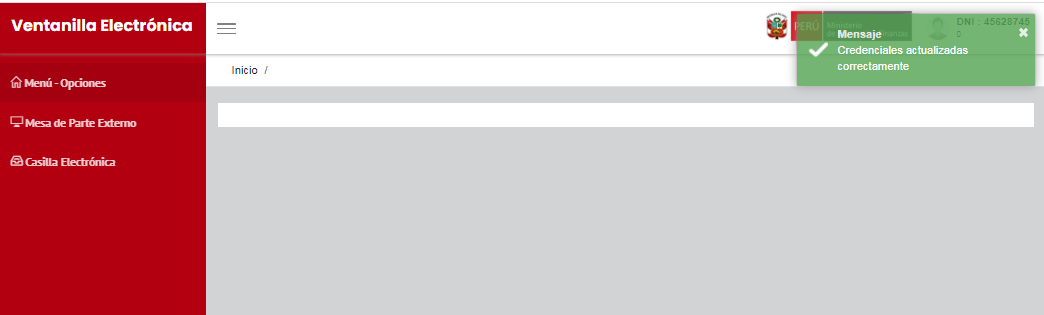 Ventanilla Electrónica
PERÚ
Ministerio
DNI : 45628745
0
Mensaje
Credenciales actualizadas
correctamente
Inicio /
Menú - Opciones
Mesa de Parte Externo
Casilla Electrónica